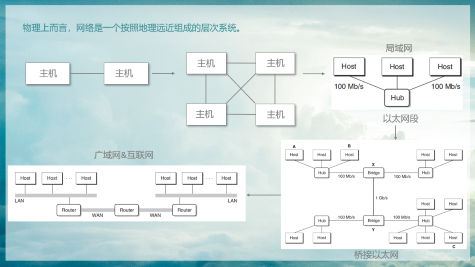 物理上而言，网络是一个按照地理远近组成的层次系统。
主机 主机
主机 主机
主机 主机
局域网
Host Host Host
100 Mb/s 100 Mb/s
Hub
以太网段
A B
Host Host Host Host Host
X
Hub Bridge Hub
100 Mb/s 100 Mb/s
1 Gb/s
Host Host
Hub Bridge Hub
100 Mb/s 100 Mb/s
Y
Host Host Host Host Host
C
桥接以太网
广域网&互联网
Host Host ... Host Host Host ... Host
LAN LAN
Router Router Router
WAN WAN